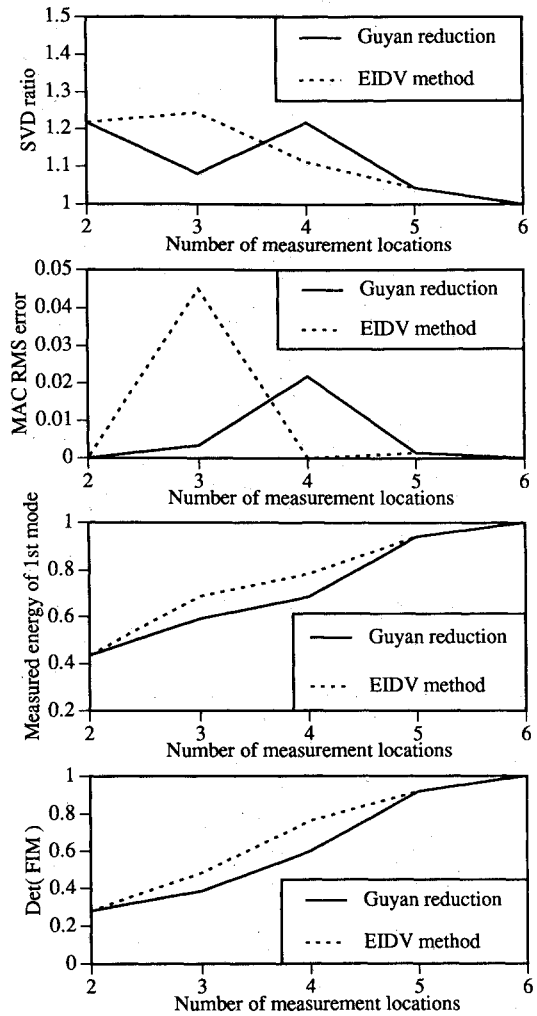 1.5
1.4
1.3
1.2
1.1
1
SVD ratio
Guyan reduction
EIDV method
2 3 4 5 6
Number of measurement locations
0.05
0.04
0.03
0.02
0.01
0
MAC RMS error
Guyan reduction
EIDV method
2 3 4 5 6
Number of measurement locations
1
0.8
0.6
0.4
0.2
Measured energy of 1st mode
Guyan reduction
EIDV method
2 3 4 5 6
Number of measurement locations
1
0.8
0.6
0.4
0.2
0
Det( FIM )
Guyan reduction
EIDV method
2 3 4 5 6
Number of measurement locations